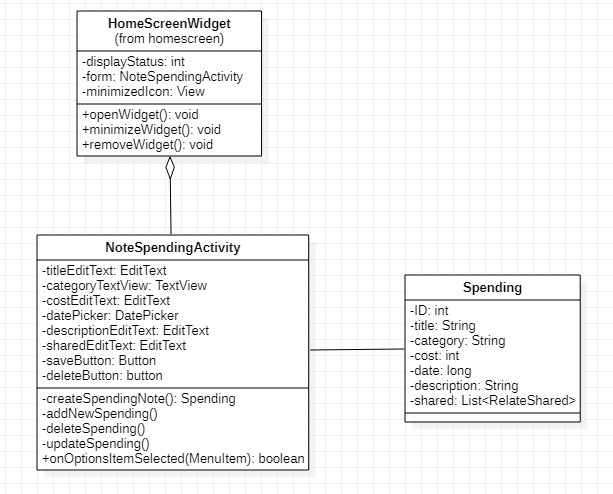 HomeScreenWidget
(from homescreen)
-displayStatus: int
-form: NoteSpendingActivity
-minimizedIcon: View
+openWidget(): void
+minimizeWidget(): void
+removeWidget(): void
NoteSpendingActivity
-titleEditText: EditText
-categoryTextView: TextView
-costEditText: EditText
-datePicker: DatePicker
-descriptionEditText: EditText
-sharedEditText: EditText
-saveButton: Button
-deleteButton: button
-createSpendingNote(): Spending
-addNewSpending()
-deleteSpending()
-updateSpending()
+onOptionsItemSelected(MenuItem): boolean
Spending
-ID: int
-title: String
-category: String
-cost: int
-date: long
-description: String
-shared: List<RelateShared>